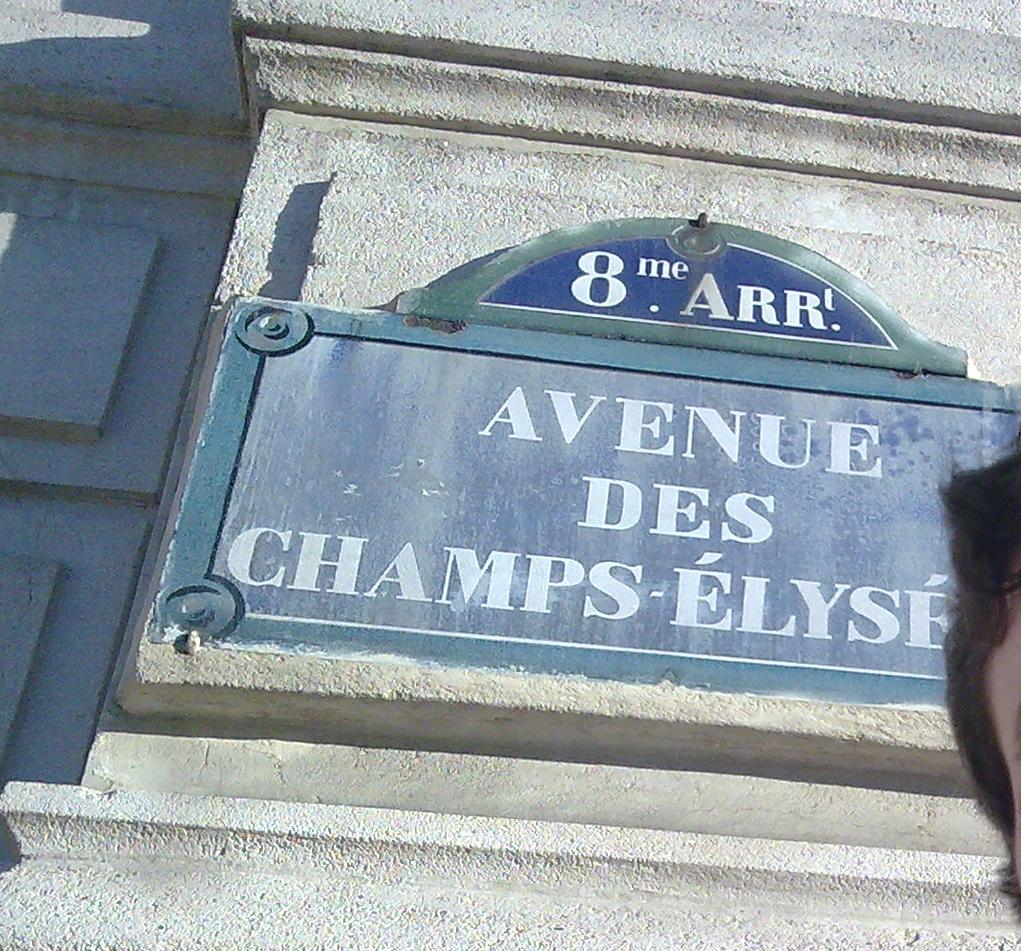 8me. ARRt.
AVENUE
DES
CHAMPS-ÉLYSÉ